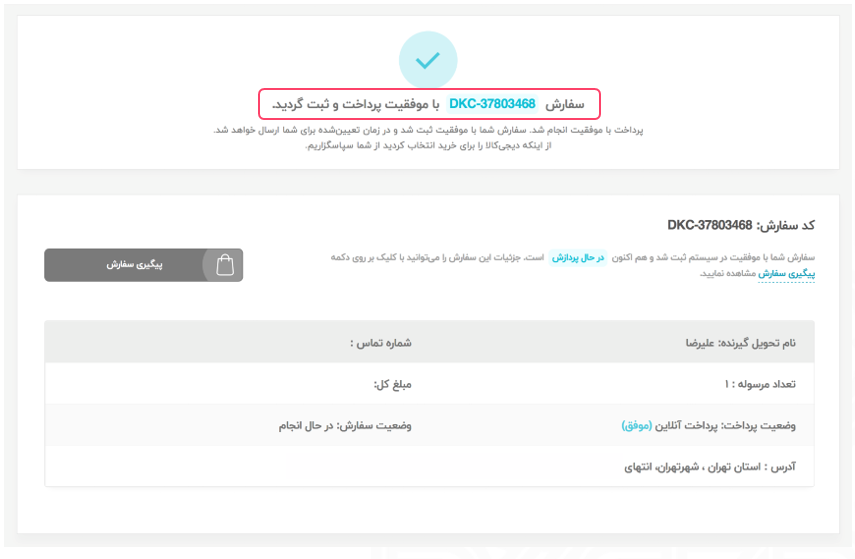 سفارش DKC-37803468 با موفقیت پرداخت و ثبت گردید.
پرداخت با موفقیت انجام شد. سفارش شما با موفقیت ثبت شد و در زمان تعیین‌شده برای شما ارسال خواهد شد.
از اینکه دیجی‌کالا را برای خرید انتخاب کردید از شما سپاسگزاریم.
کد سفارش: DKC-37803468
سفارش شما با موفقیت در سیستم ثبت شد و هم اکنون در حال پردازش است. جزئیات این سفارش را می‌توانید با کلیک بر روی دکمه
پیگیری سفارش مشاهده نمایید.
پیگیری سفارش
نام تحویل گیرنده: علیرضا
شماره تماس :
تعداد مرسوله : ۱
مبلغ کل:
وضعیت پرداخت: پرداخت آنلاین (موفق)
وضعیت سفارش: در حال انجام
آدرس : استان تهران ، شهرتهران، انتهای